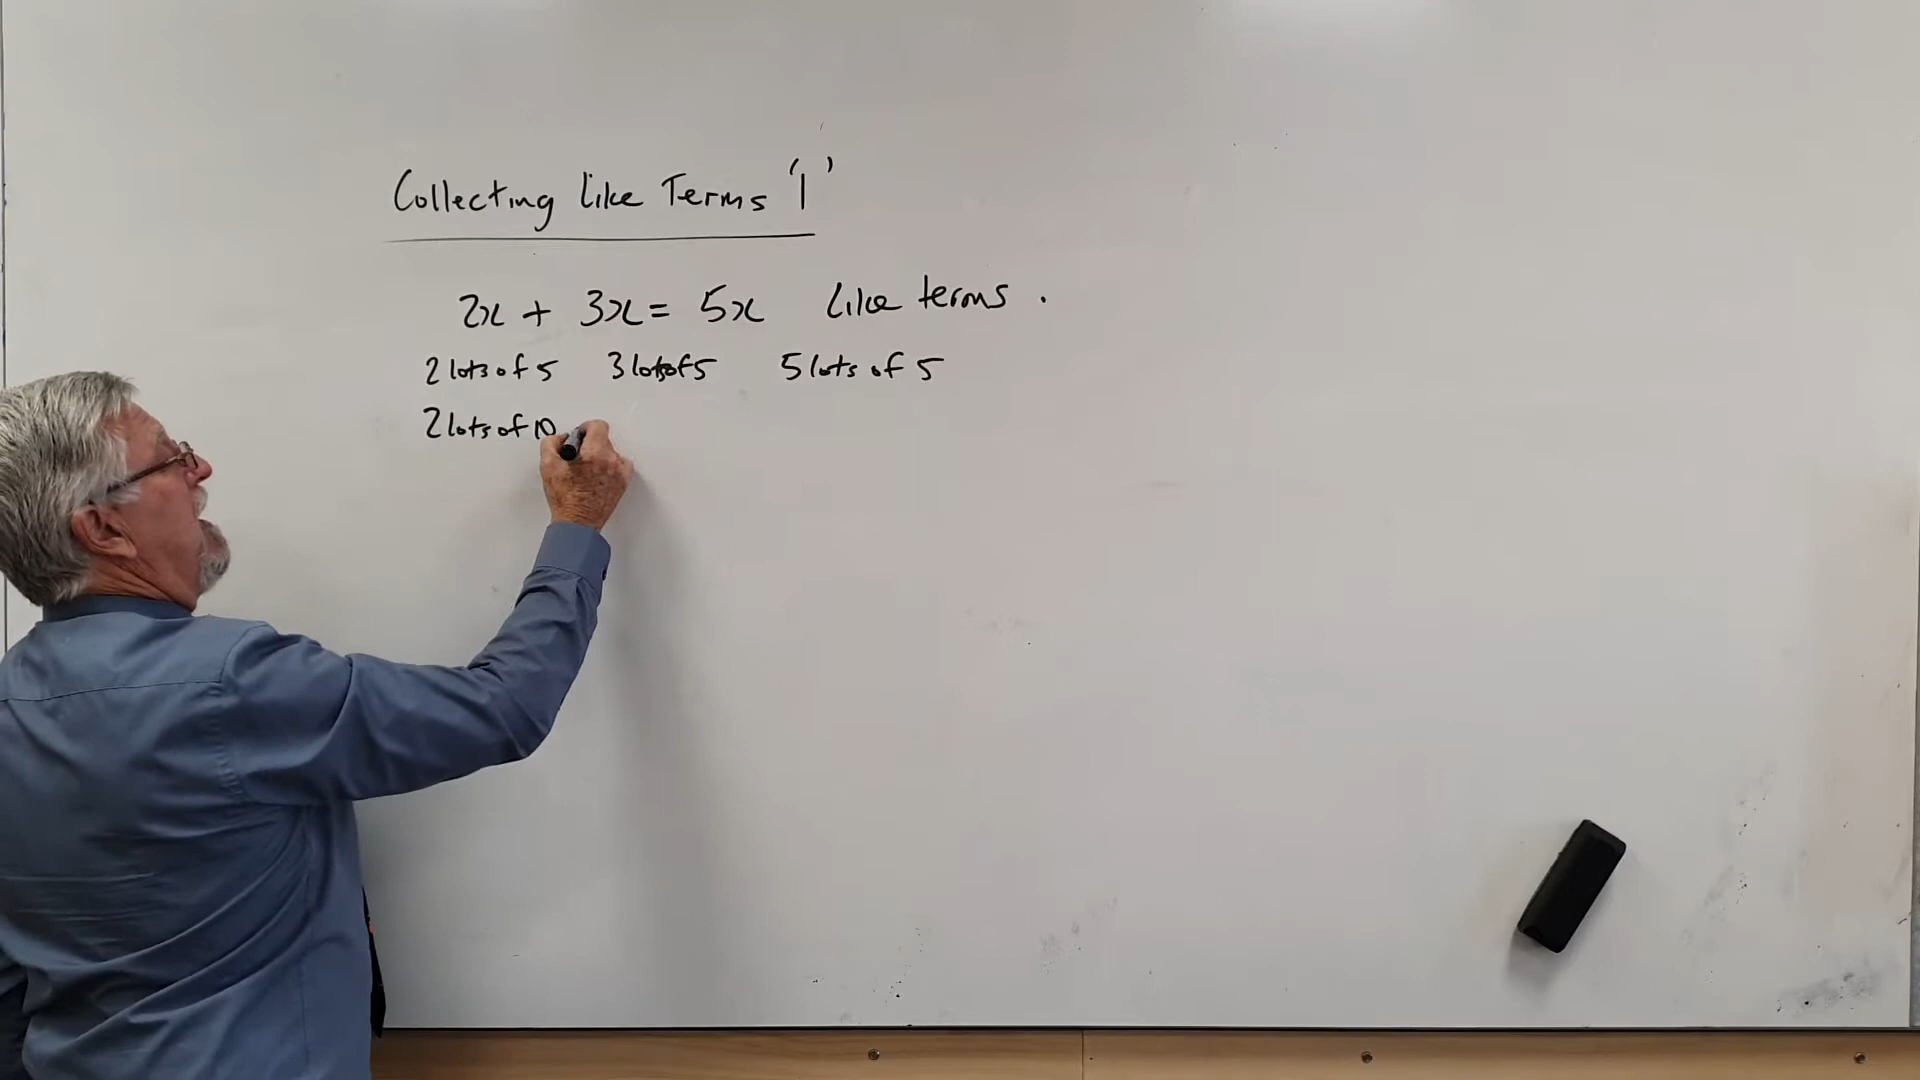 Collecting Like Terms '1'
2x + 3x = 5x like terms.
2 lots of 5 3 lots of 5 5 lots of 5
2 lots of 10